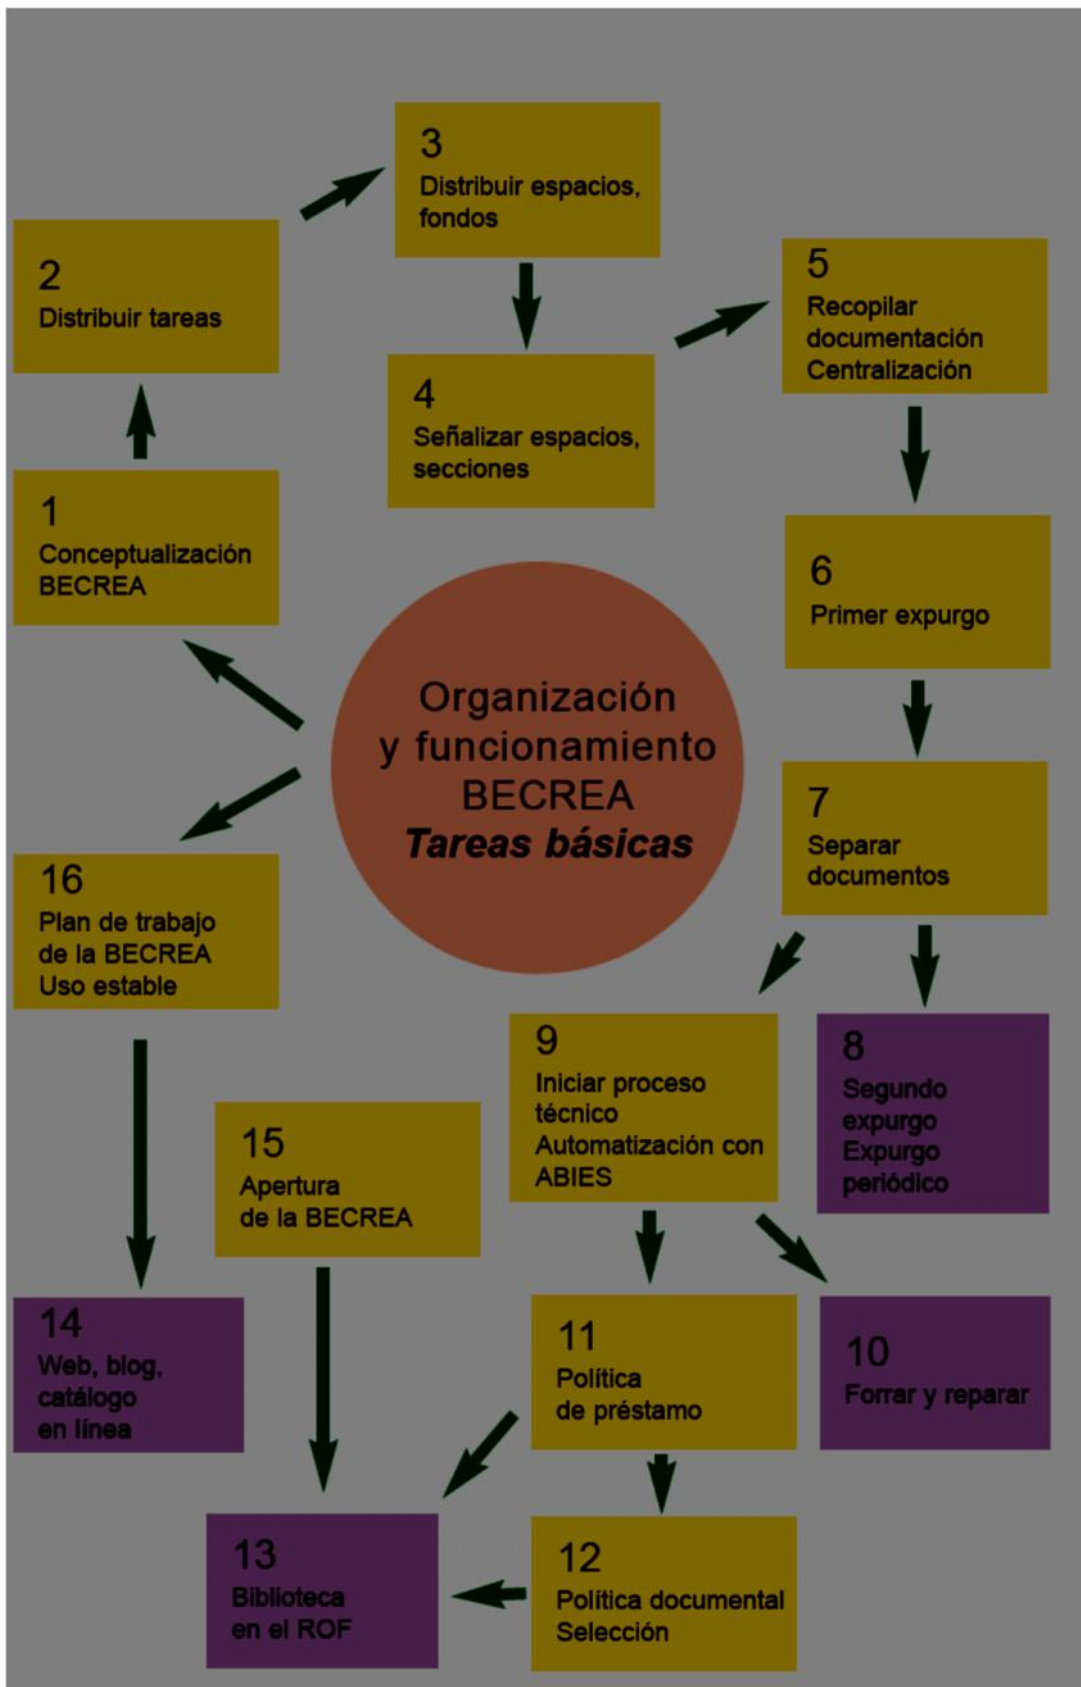 Organización
y funcionamiento
BECREA
Tareas básicas
1
Conceptualización
BECREA
2
Distribuir tareas
3
Distribuir espacios,
fondos
4
Señalizar espacios,
secciones
5
Recopilar
documentación
Centralización
6
Primer expurgo
7
Separar
documentos
8
Segundo
expurgo
Expurgo
periódico
9
Iniciar proceso
técnico
Automatización con
ABIES
10
Forrar y reparar
11
Política
de préstamo
12
Política documental
Selección
13
Biblioteca
en el ROF
14
Web, blog,
catálogo
en línea
15
Apertura
de la BECREA
16
Plan de trabajo
de la BECREA
Uso estable